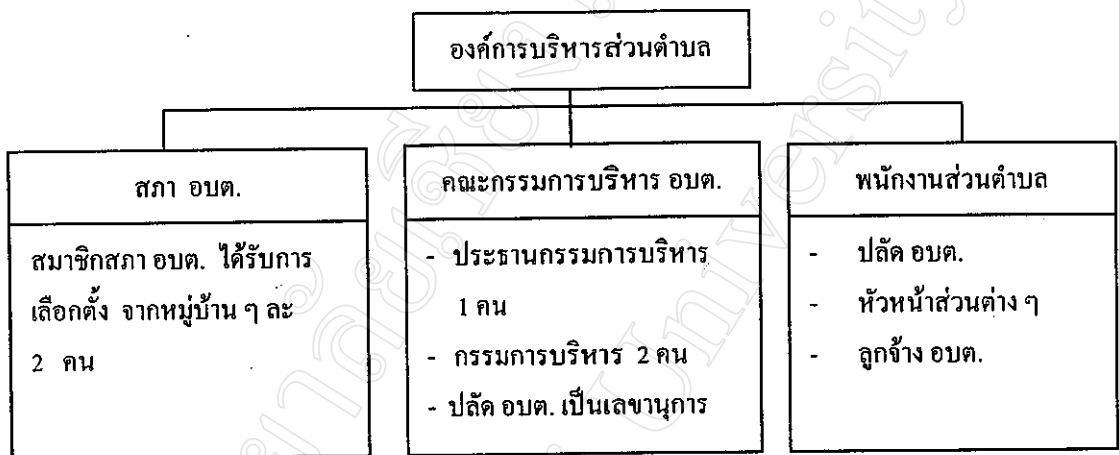 องค์การบริหารส่วนตำบล
สภา อบต.
สมาชิกสภา อบต. ได้รับการ
เลือกตั้ง จากหมู่บ้าน ๆ ละ
2 คน
คณะกรรมการบริหาร อบต.
- ประธานกรรมการบริหาร
1 คน
- กรรมการบริหาร 2 คน
- ปลัด อบต. เป็นเลขานุการ
พนักงานส่วนตำบล
- ปลัด อบต.
- หัวหน้าส่วนต่าง ๆ
- ลูกจ้าง อบต.